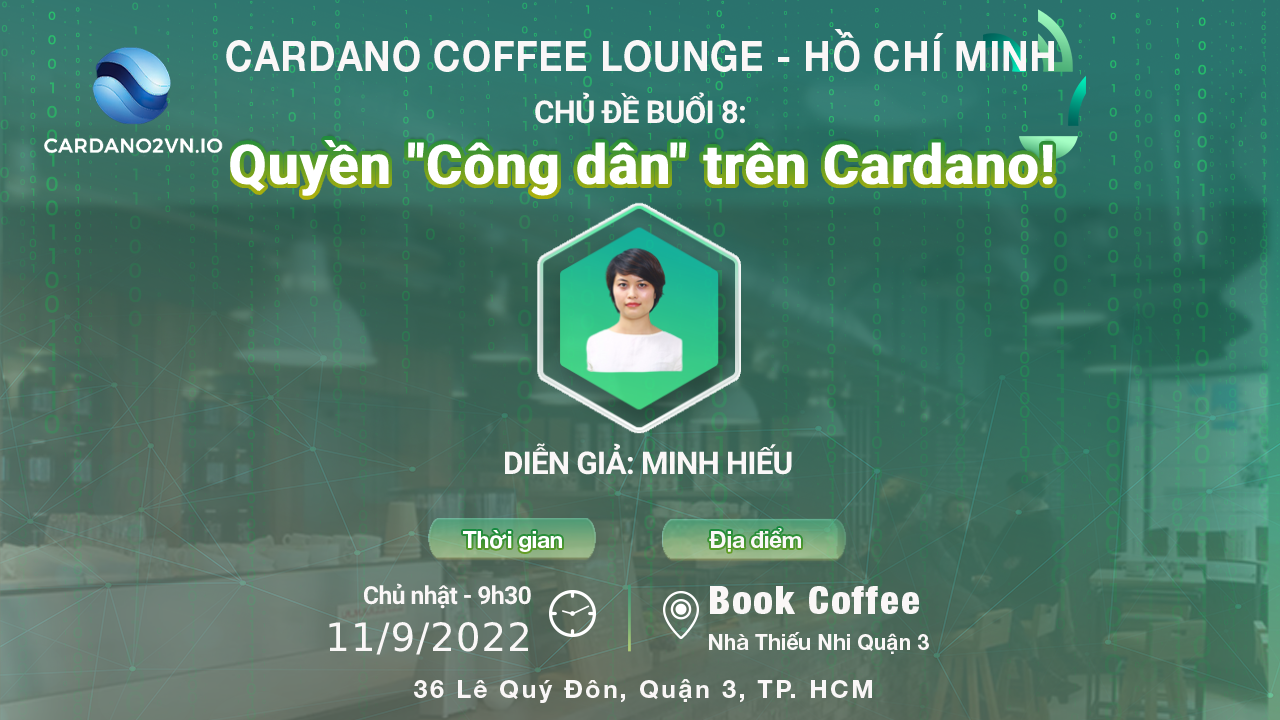 CARDANO COFFEE LOUNGE - HỒ CHÍ MINH
CARDANO2VN.IO
CHỦ ĐỀ BUỔI 8:
Quyền "Công dân" trên Cardano!
DIỄN GIẢ: MINH HIẾU
Thời gian
Chủ nhật - 9h30
11/9/2022
Địa điểm
Book Coffee
Nhà Thiếu Nhi Quận 3
36 Lê Quý Đôn, Quận 3, TP. HCM